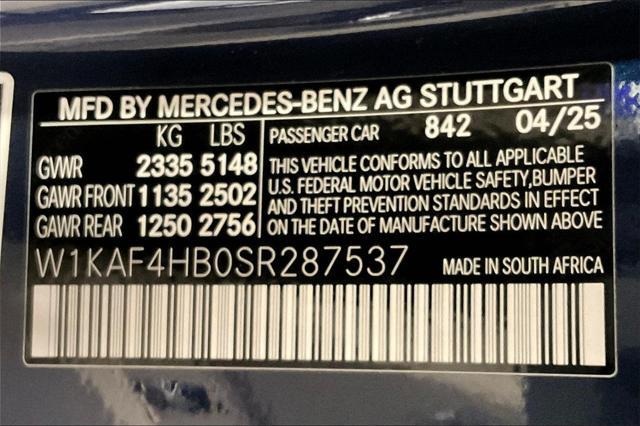 MFD BY MERCEDES-BENZ AG STUTTGART
KG LBS
GVWR 2335 5148
GAWR FRONT 1135 2502
GAWR REAR 1250 2756
PASSENGER CAR 842 04/25
THIS VEHICLE CONFORMS TO ALL APPLICABLE
U.S. FEDERAL MOTOR VEHICLE SAFETY, BUMPER
AND THEFT PREVENTION STANDARDS IN EFFECT
ON THE DATE OF MANUFACTURE SHOWN ABOVE
W1KAF4HB0SR287537 MADE IN SOUTH AFRICA